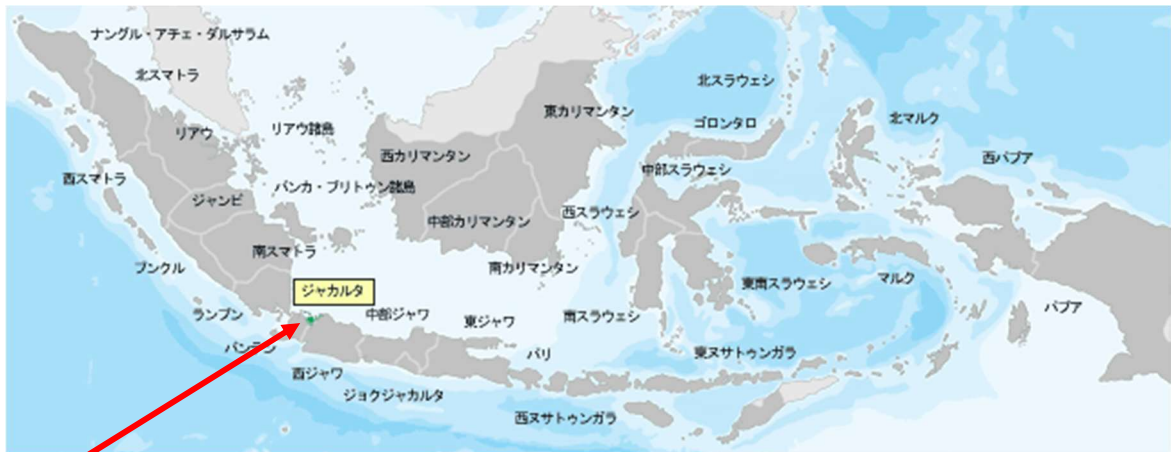 ナングル・アチェ・ダルサラム
北スマトラ
リアウ
リアウ諸島
西スマトラ
ジャンビ
バンカ・ブリトゥン諸島
南スマトラ
ブンクル
ジャカルタ
ランプン
バンテン
西ジャワ
中部ジャワ
ジョクジャカルタ
東ジャワ
バリ
西カリマンタン
中部カリマンタン
東カリマンタン
南カリマンタン
北スラウェシ
ゴロンタロ
中部スラウェシ
西スラウェシ
南スラウェシ
東南スラウェシ
北マルク
マルク
西パプア
パプア
東ヌサトゥンガラ
西ヌサトゥンガラ